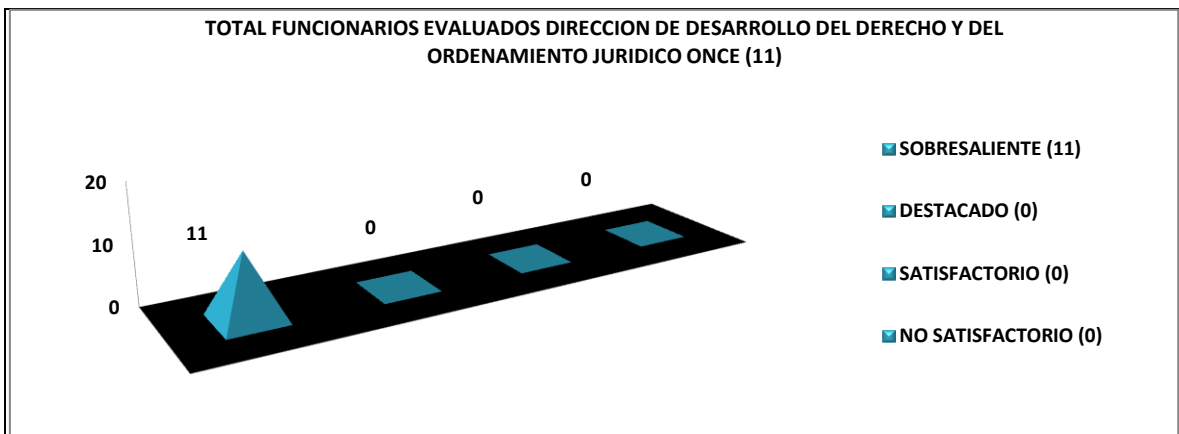 TOTAL FUNCIONARIOS EVALUADOS DIRECCION DE DESARROLLO DEL DERECHO Y DEL
ORDENAMIENTO JURIDICO ONCE (11)
20
10
0
11
0
0
0
SOBRESALIENTE (11)
DESTACADO (0)
SATISFACTORIO (0)
NO SATISFACTORIO (0)